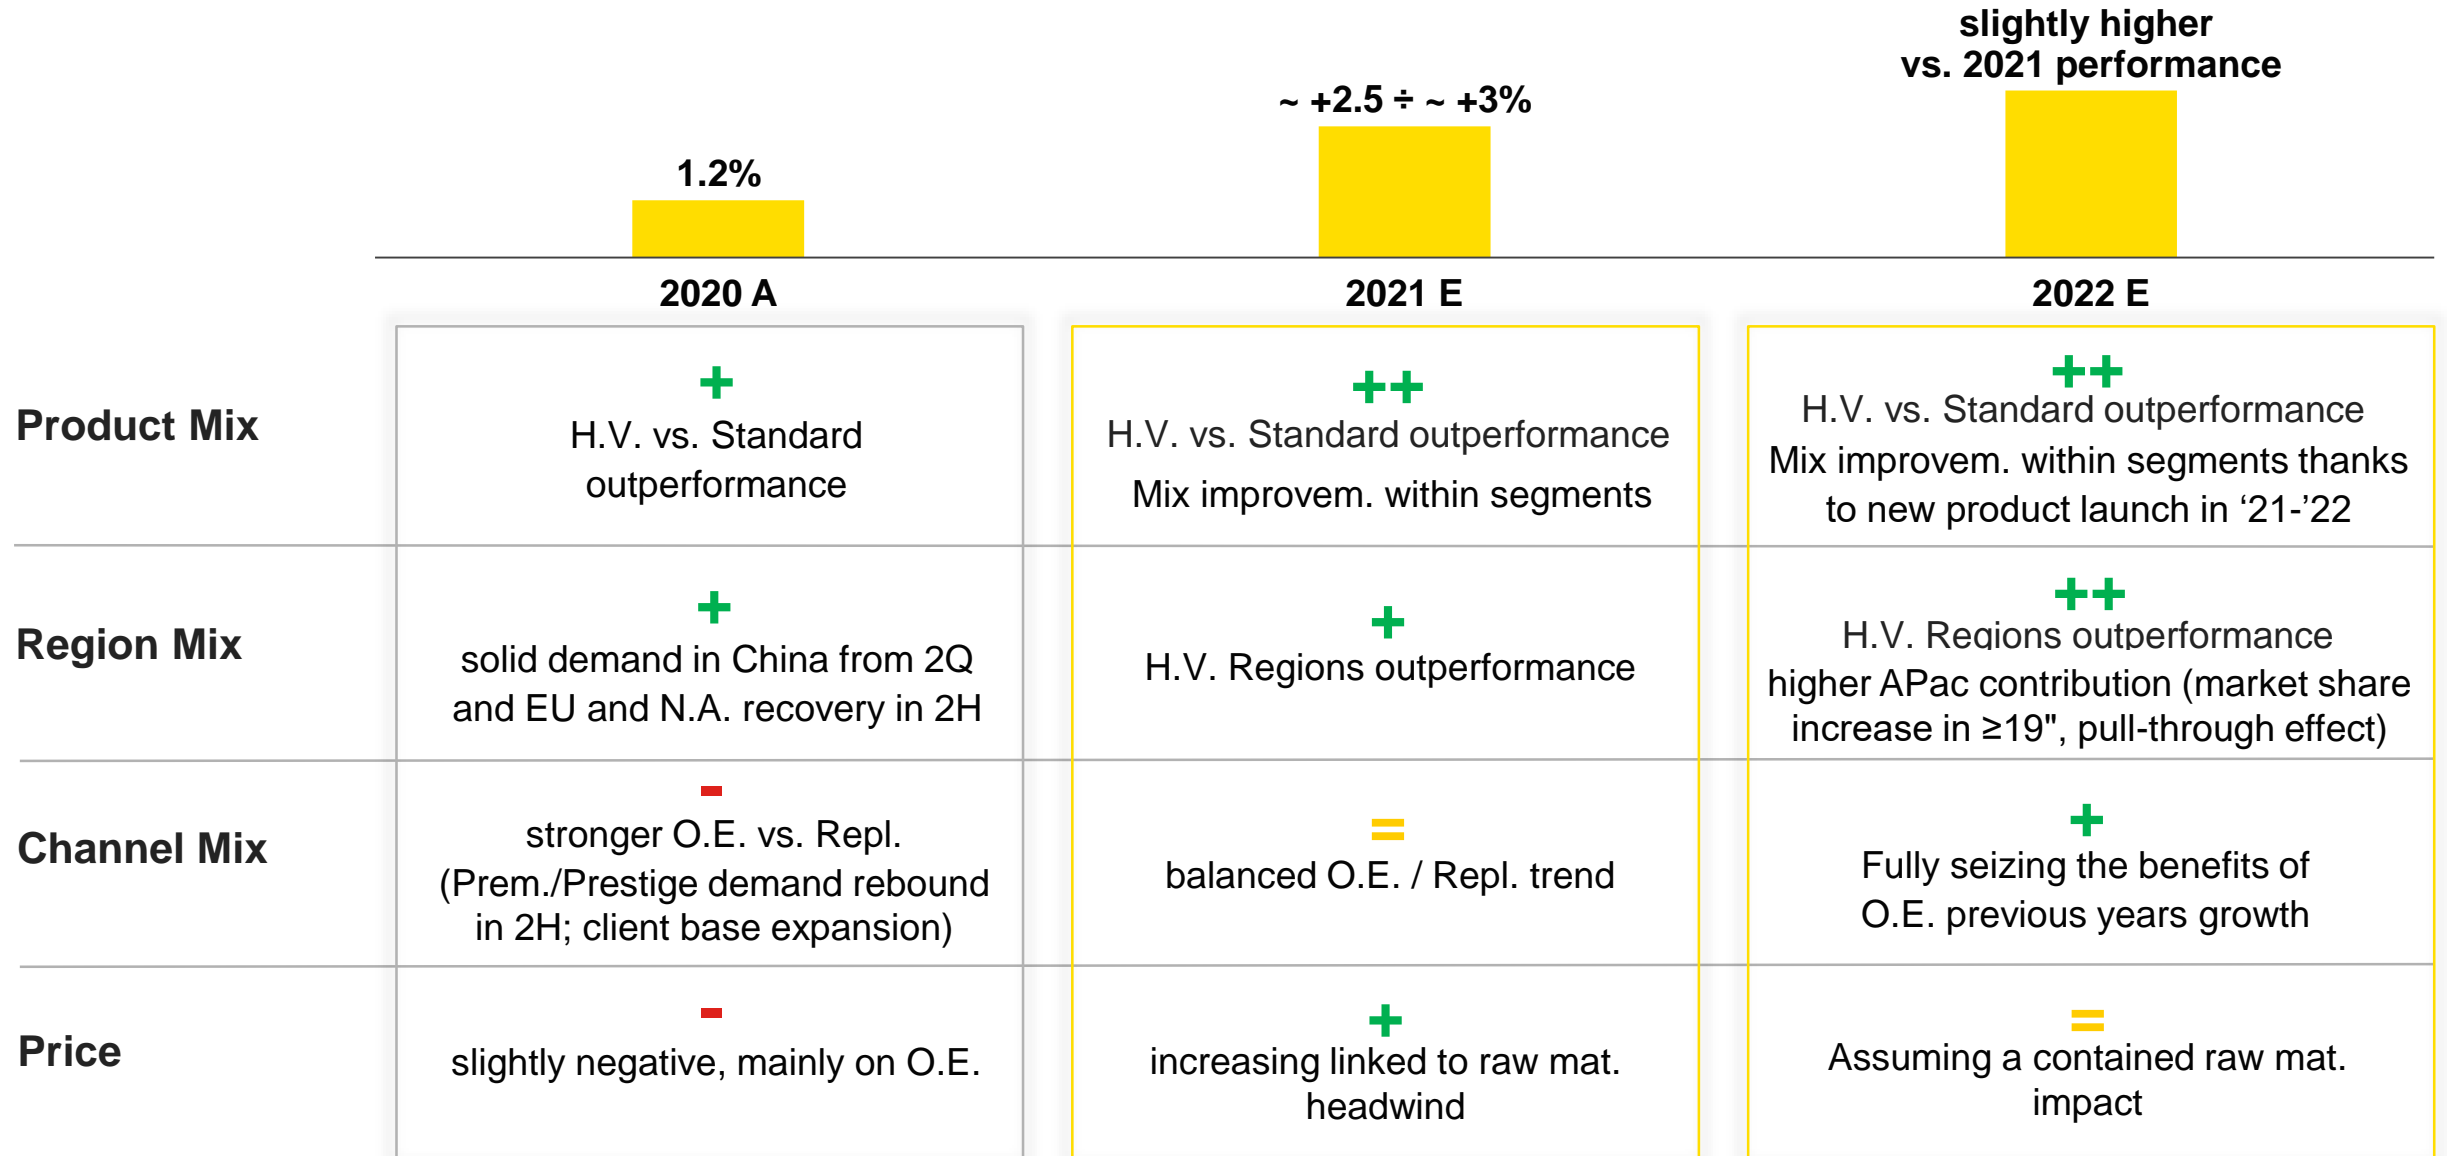 slightly higher
vs. 2021 performance
~ +2.5 ÷ ~ +3%
1.2%
2020 A
2021 E
2022 E
Product Mix
+
H.V. vs. Standard
outperformance
++
H.V. vs. Standard outperformance
Mix improvem. within segments
++
H.V. vs. Standard outperformance
Mix improvem. within segments thanks
to new product launch in ‘21-’22
Region Mix
+
solid demand in China from 2Q
and EU and N.A. recovery in 2H
+
H.V. Regions outperformance
++
H.V. Regions outperformance
higher APac contribution (market share
increase in ≥19", pull-through effect)
Channel Mix
-
stronger O.E. vs. Repl.
(Prem./Prestige demand rebound
in 2H; client base expansion)
=
balanced O.E. / Repl. trend
+
Fully seizing the benefits of
O.E. previous years growth
Price
-
slightly negative, mainly on O.E.
+
increasing linked to raw mat.
headwind
=
Assuming a contained raw mat.
impact